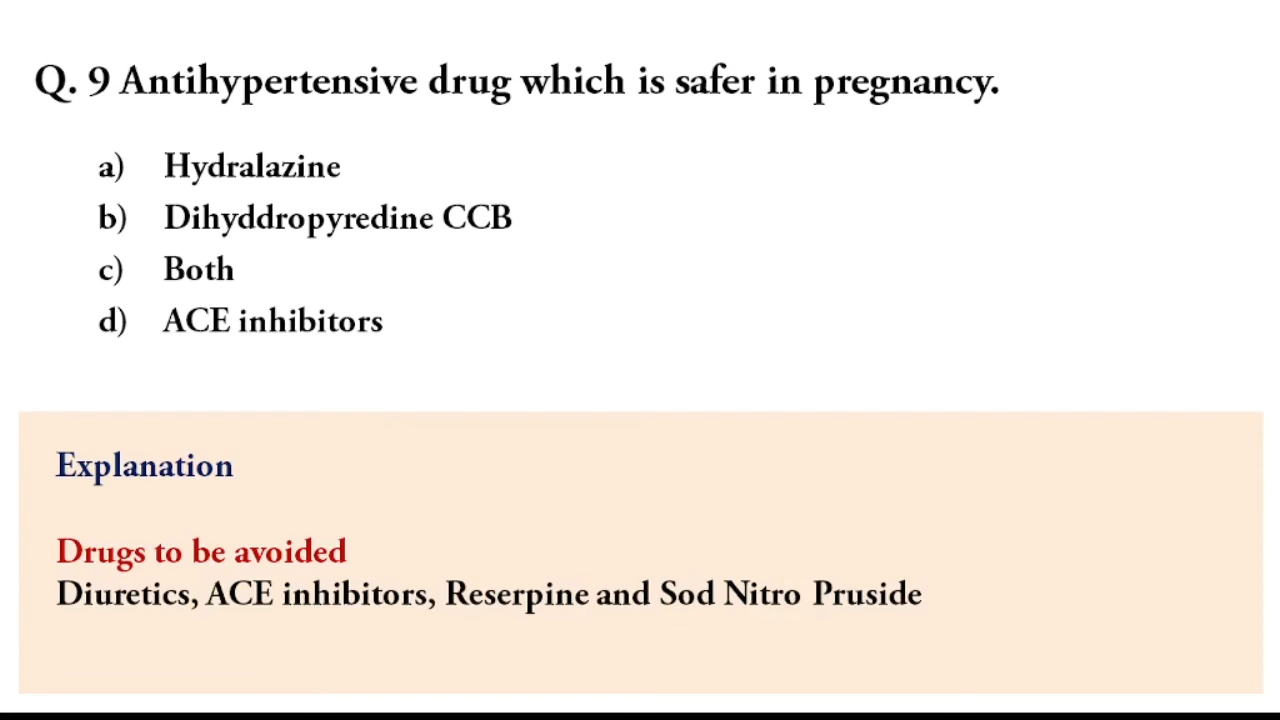 Q. 9 Antihypertensive drug which is safer in pregnancy.
a) Hydralazine
b) Dihyddropyredine CCB
c) Both
d) ACE inhibitors
Explanation
Drugs to be avoided
Diuretics, ACE inhibitors, Reserpine and Sod Nitro Pruside